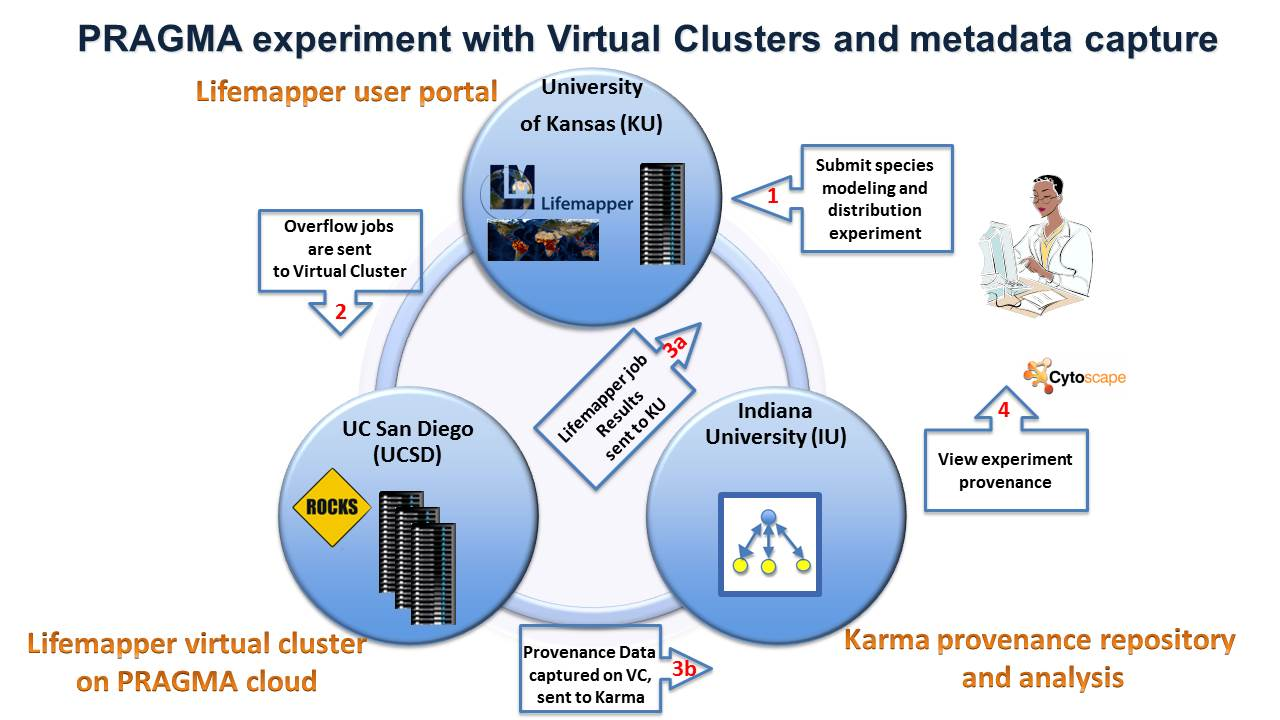 PRAGMA experiment with Virtual Clusters and metadata capture
Lifemapper user portal
University
of Kansas (KU)
LM
Lifemapper
1
Submit species
modeling and
distribution
experiment
Overflow jobs
are sent
to Virtual Cluster
2
3a
Lifemapper job
Results
sent to KU
Cytoscape
4
View experiment
provenance
UC San Diego
(UCSD)
ROCKS
Indiana
University (IU)
Lifemapper virtual cluster
on PRAGMA cloud
Provenance Data
captured on VC,
sent to Karma
3b
Karma provenance repository
and analysis